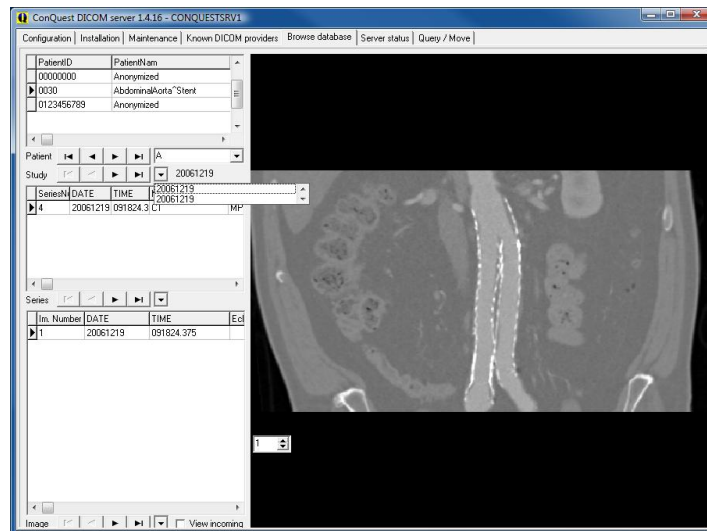 ConQuest DICOM server 1.4.16 - CONQUESTSRV1
Configuration | Installation | Maintenance | Known DICOM providers | Browse database | Server status | Query / Move
PatientID PatientNam
00000000 Anonymized
0030 AbdominalAorta^Stent
0123456789 Anonymized
Patient A
Study 20061219
20061219
20061219
DATE TIME
4 20061219 091824.3 CT MP
Series
Im. Number DATE TIME
1 20061219 091824.375
1
Image View incoming